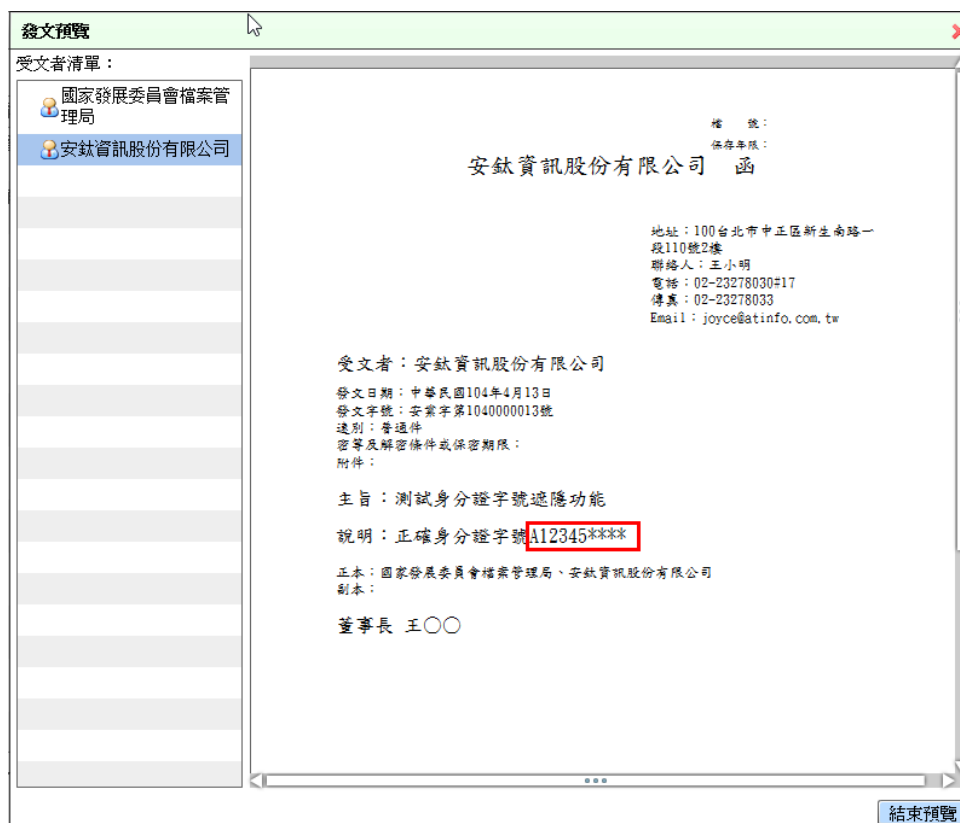 發文預覽
受文者清單：
國家發展委員會檔案管
理局
安鈦資訊股份有限公司
檔　號：
保存年限：
安鈦資訊股份有限公司　函
地址：100台北市中正區新生南路一
段110號2樓
聯絡人：王小明
電話：02-23278030#17
傳真：02-23278033
Email：joyce@atinfo.com.tw
受文者：安鈦資訊股份有限公司
發文日期：中華民國104年4月13日
發文字號：安業字第1040000013號
速別：普通件
密等及解密條件或保密期限：
附件：
主旨：測試身分證字號遮隱功能
說明：正確身分證字號A12345****
正本：國家發展委員會檔案管理局、安鈦資訊股份有限公司
副本：
董事長 王〇〇
結束預覽